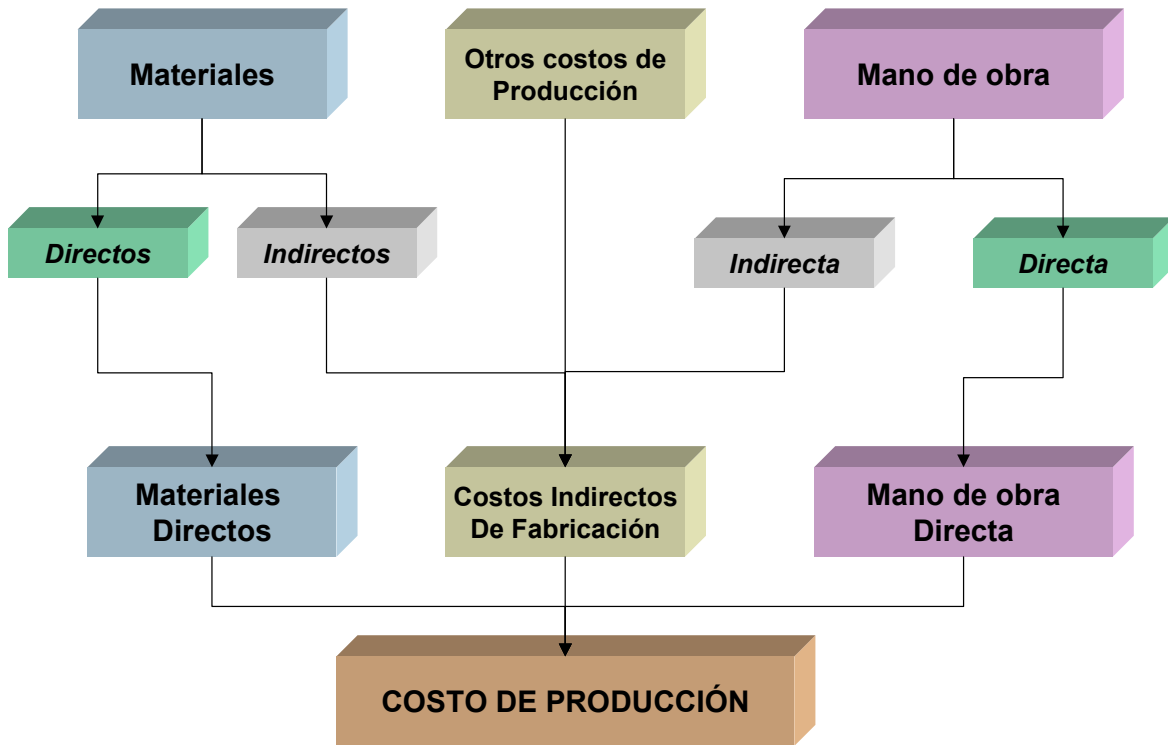 Materiales
Otros costos de
Producción
Mano de obra
Directos
Indirectos
Indirecta
Directa
Materiales
Directos
Costos Indirectos
De Fabricación
Mano de obra
Directa
COSTO DE PRODUCCIÓN